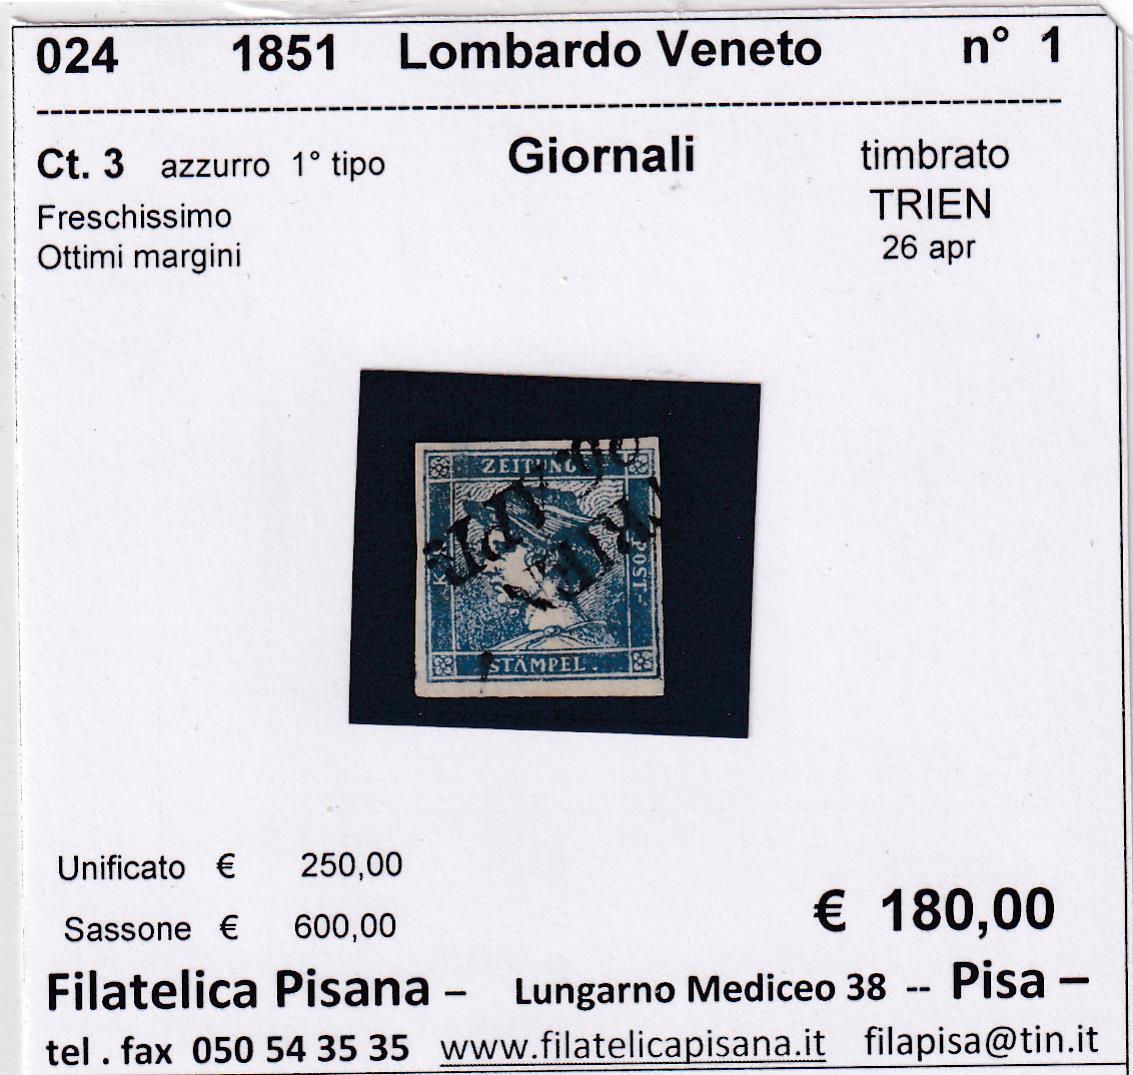 024 1851 Lombardo Veneto n° 1
--------------------------------------------------------------------------------
Ct. 3 azzurro 1° tipo Giornali timbrato
Freschissimo TRIEN
Ottimi margini 26 apr
ZEITUNG
K
POST-
STÄMPEL.
Unificato € 250,00
Sassone € 600,00
€ 180,00
Filatelica Pisana – Lungarno Mediceo 38 -- Pisa –
tel . fax 050 54 35 35 www.filatelicapisana.it filapisa@tin.it